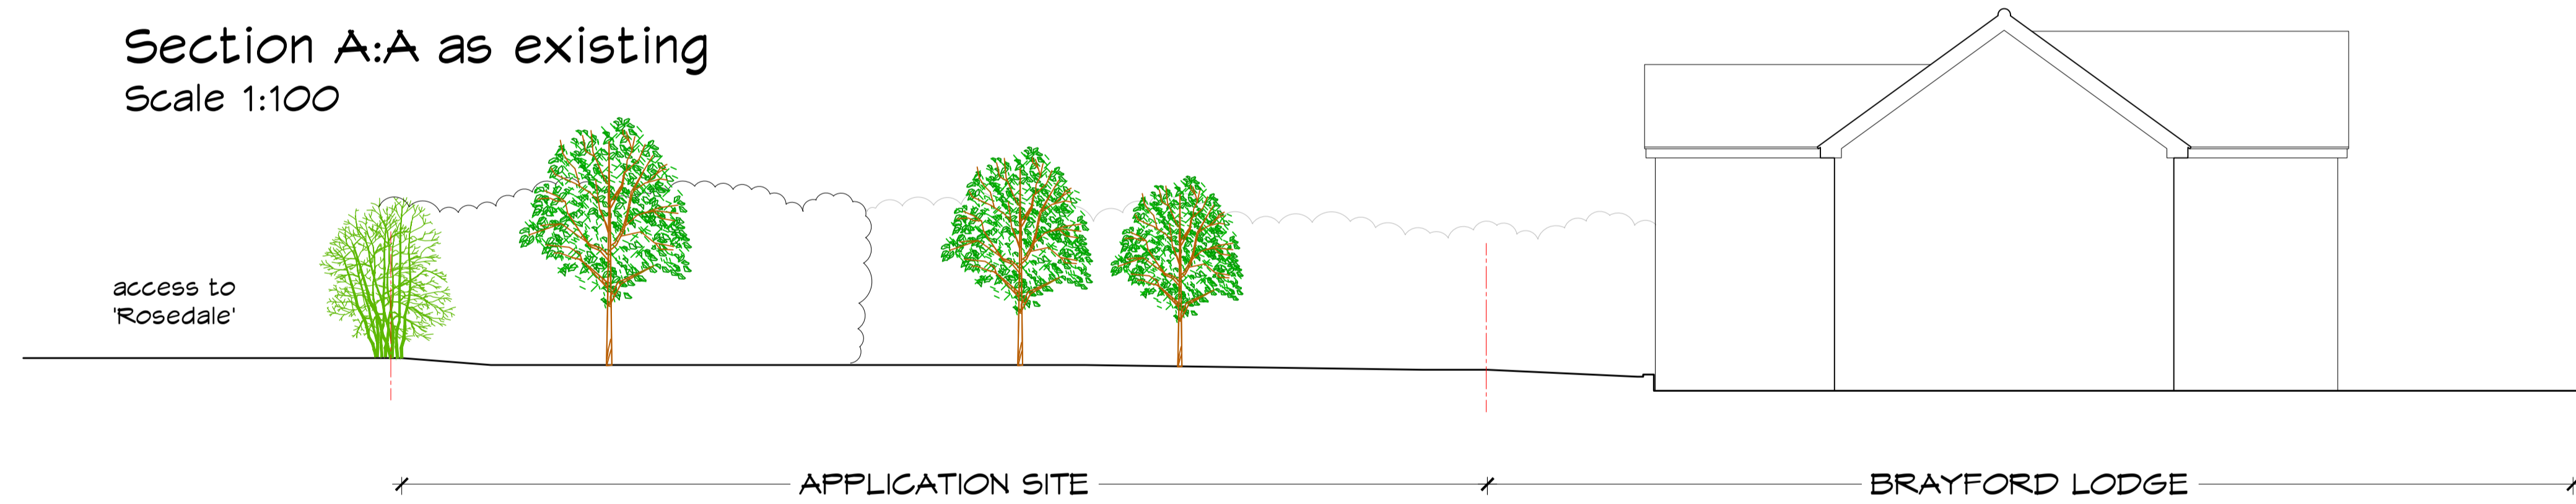 Section A:A as existing
Scale 1:100
access to
'Rosedale'
APPLICATION SITE
BRAYFORD LODGE